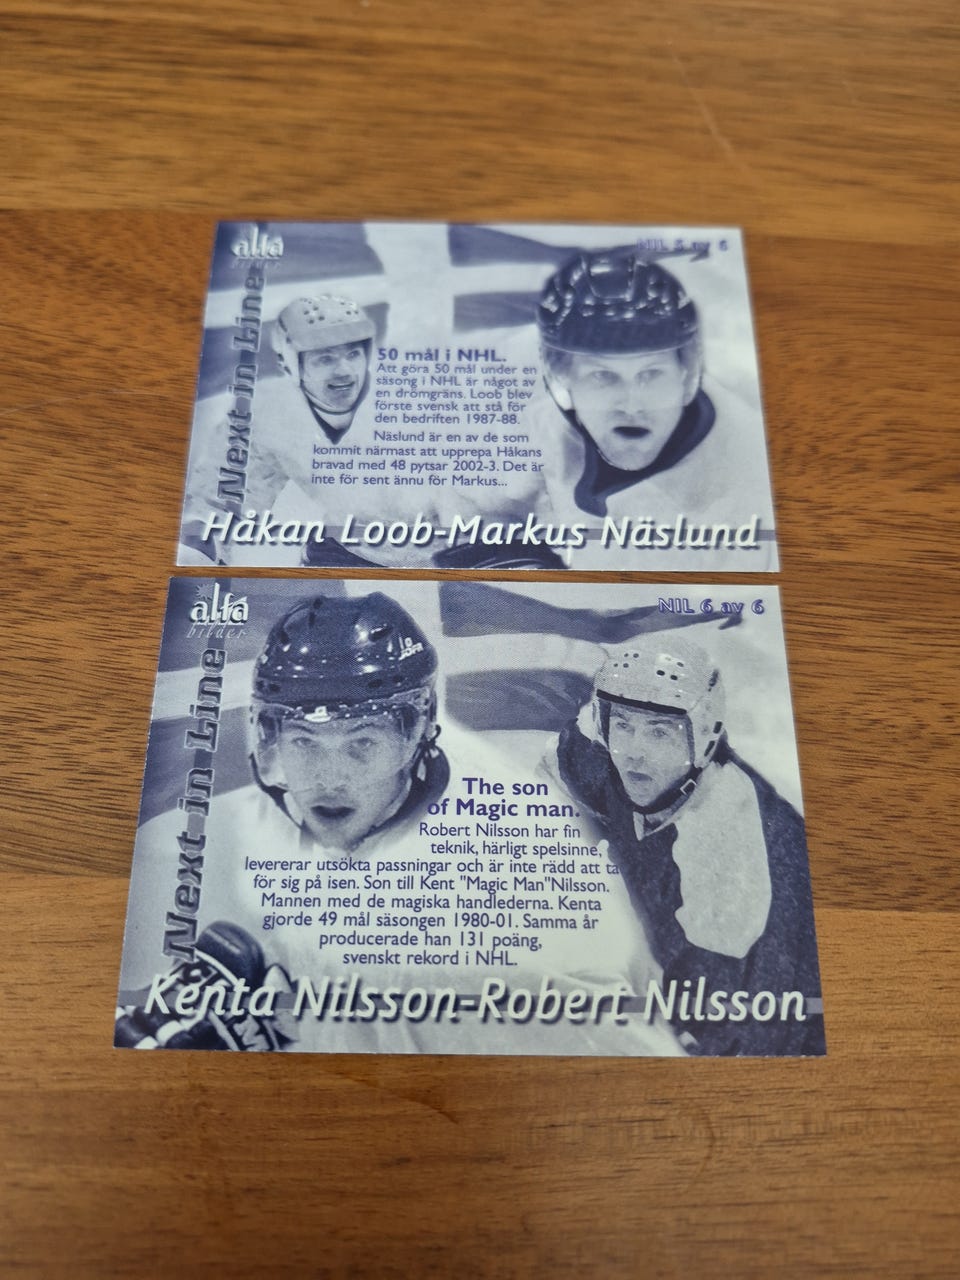 alfa
bilder
NIL 5 av 6
Next in Line
50 mål i NHL.
Att göra 50 mål under en
säsong i NHL är något av
en drömgräns. Loob blev
förste svensk att stå för
den bedriften 1987-88.
Näslund är en av de som
kommit närmast att upprepa Håkans
bravad med 48 pytsar 2002-3. Det är
inte för sent ännu för Markus...
Håkan Loob-Markus Näslund
alfa
bilder
NIL 6 av 6
Next in Line
JOFA
The son
of Magic man.
Robert Nilsson har fin
teknik, härligt spelsinne,
levererar utsökta passningar och är inte rädd att ta
för sig på isen. Son till Kent "Magic Man"Nilsson.
Mannen med de magiska handlederna. Kenta
gjorde 49 mål säsongen 1980-01. Samma år
producerade han 131 poäng,
svenskt rekord i NHL.
Kenta Nilsson-Robert Nilsson